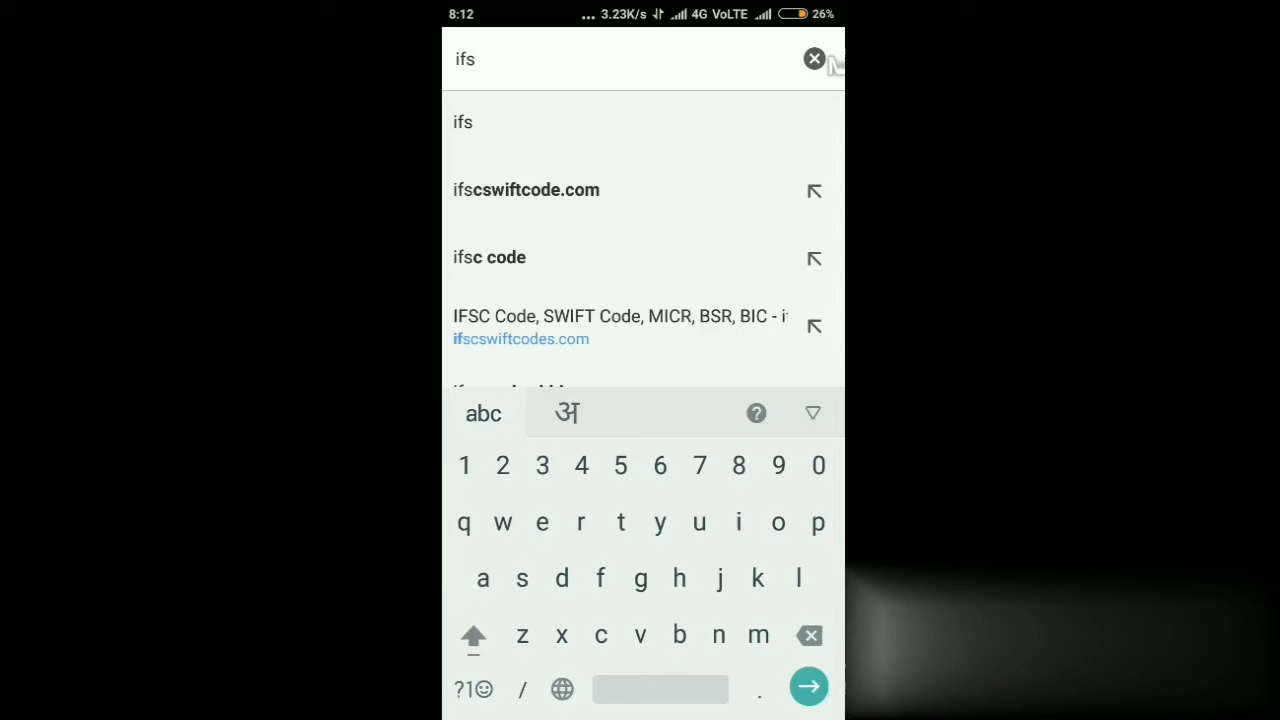 8:12 ... 3.23K/s 4G VoLTE 26%
ifs
ifs
ifscswiftcode.com
ifsc code
IFSC Code, SWIFT Code, MICR, BSR, BIC - i
ifscswiftcodes.com
abc अ ?
1 2 3 4 5 6 7 8 9 0
q w e r t y u i o p
a s d f g h j k l
z x c v b n m
?1☺ / .